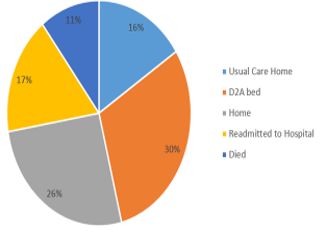 11%
16%
17%
30%
26%
Usual Care Home
D2A bed
Home
Readmitted to Hospital
Died